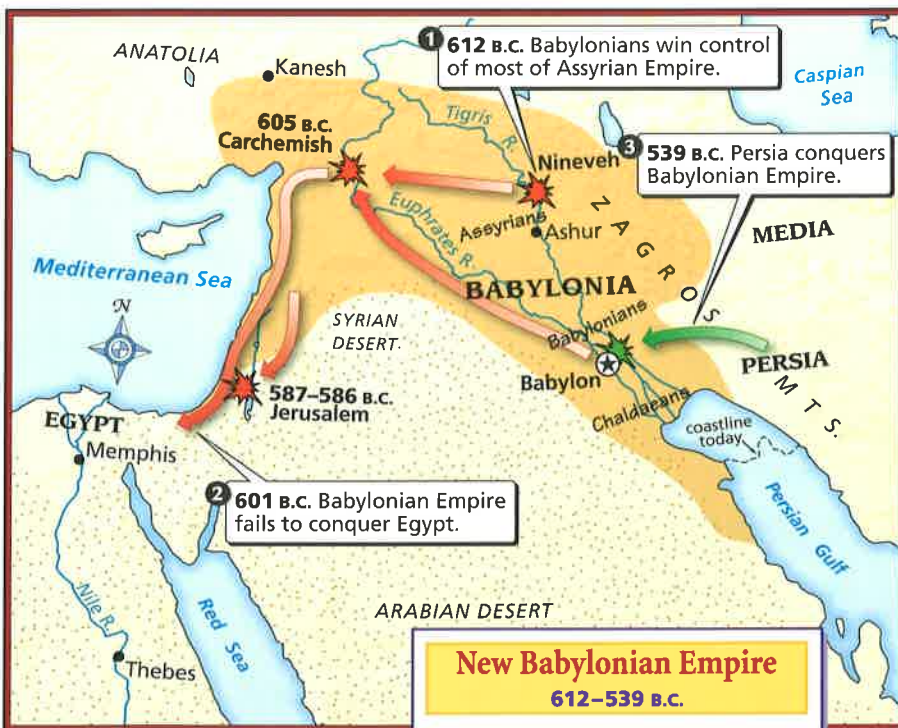 ANATOLIA
Kanesh
1 612 B.C. Babylonians win control
of most of Assyrian Empire.
Caspian
Sea
605 B.C.
Carchemish
Tigris R.
Nineveh
3 539 B.C. Persia conquers
Babylonian Empire.
Euphrates R.
Assyrians
Ashur
ZAGROS MTS.
MEDIA
Mediterranean Sea
BABYLONIA
N
SYRIAN
DESERT
Babylonians
Babylon
PERSIA
587–586 B.C.
Jerusalem
Chaldaeans
coastline
today
EGYPT
Memphis
2 601 B.C. Babylonian Empire
fails to conquer Egypt.
Persian Gulf
Nile R.
Red Sea
ARABIAN DESERT
Thebes
New Babylonian Empire
612–539 B.C.